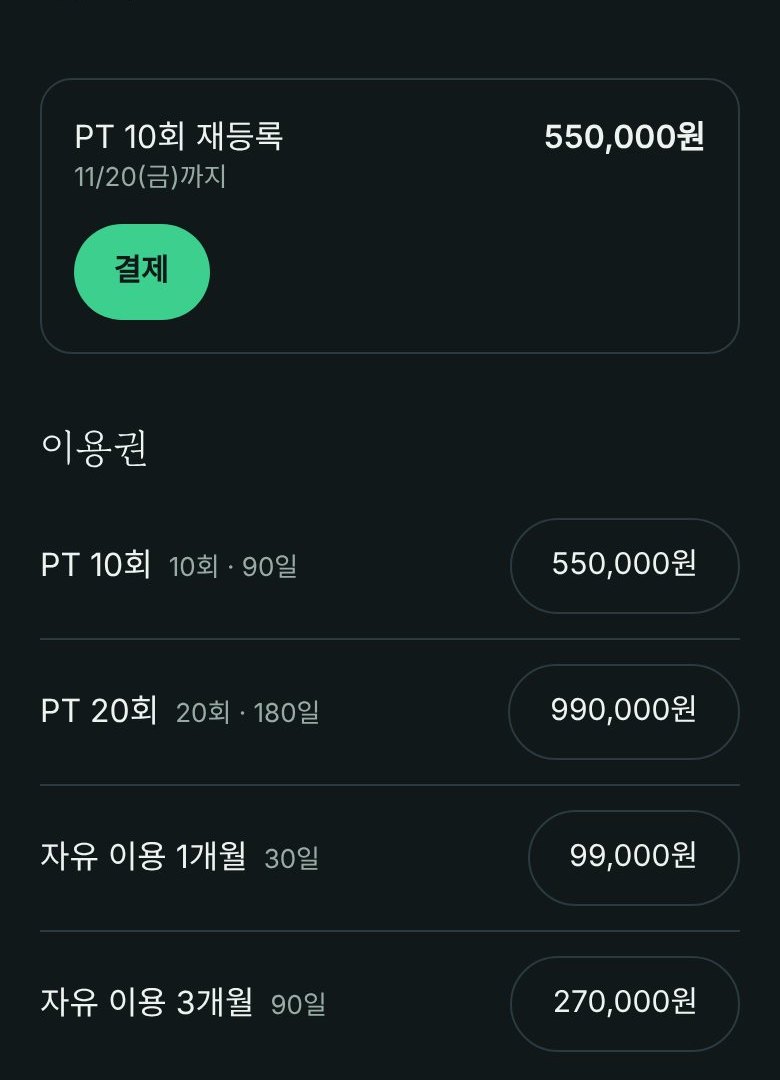 PT 10회 재등록 550,000원
11/20(금)까지
결제
이용권
PT 10회 10회 · 90일 550,000원
PT 20회 20회 · 180일 990,000원
자유 이용 1개월 30일 99,000원
자유 이용 3개월 90일 270,000원